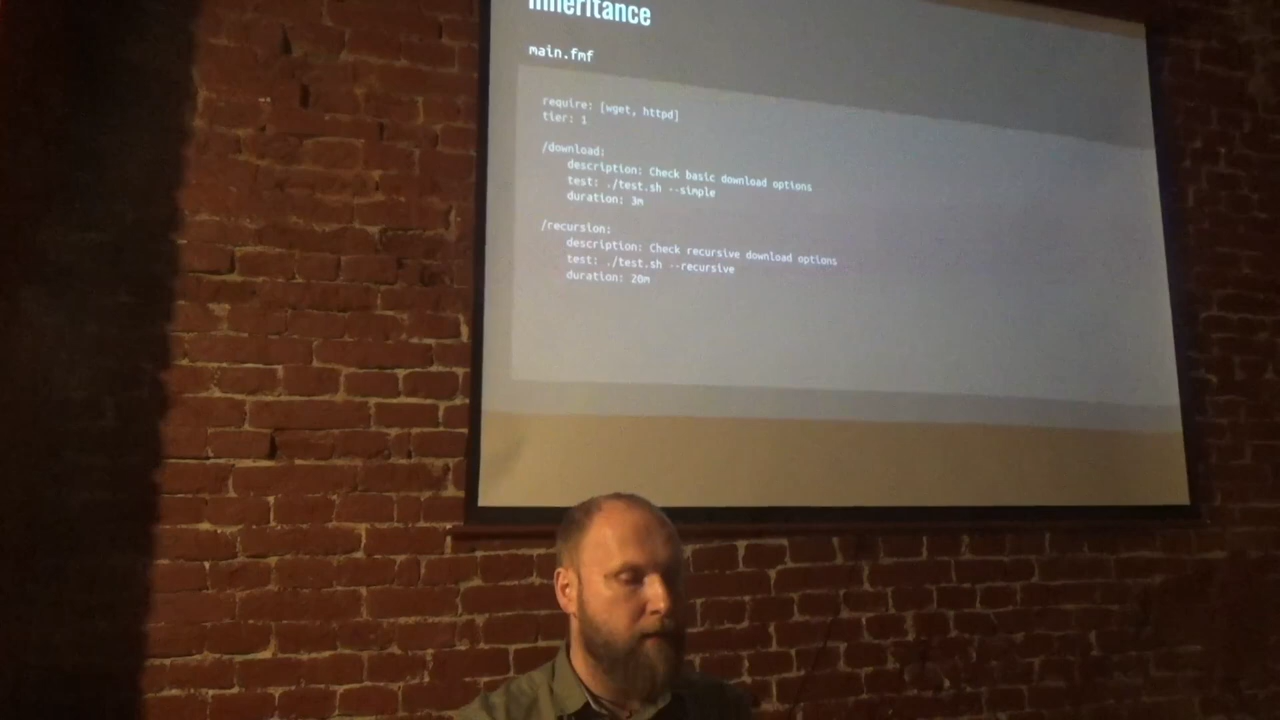 Inheritance
main.fmf
require: [wget, httpd]
tier: 1
/download:
description: Check basic download options
test: ./test.sh --simple
duration: 3m
/recursion:
description: Check recursive download options
test: ./test.sh --recursive
duration: 20m